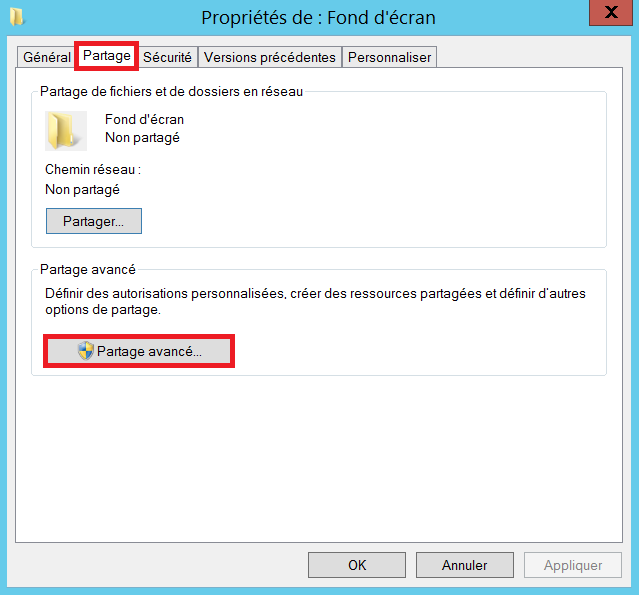 Propriétés de : Fond d'écran
X
Général
Partage
Sécurité
Versions précédentes
Personnaliser
Partage de fichiers et de dossiers en réseau
Fond d'écran
Non partagé
Chemin réseau :
Non partagé
Partager...
Partage avancé
Définir des autorisations personnalisées, créer des ressources partagées et définir d'autres
options de partage.
Partage avancé...
OK
Annuler
Appliquer